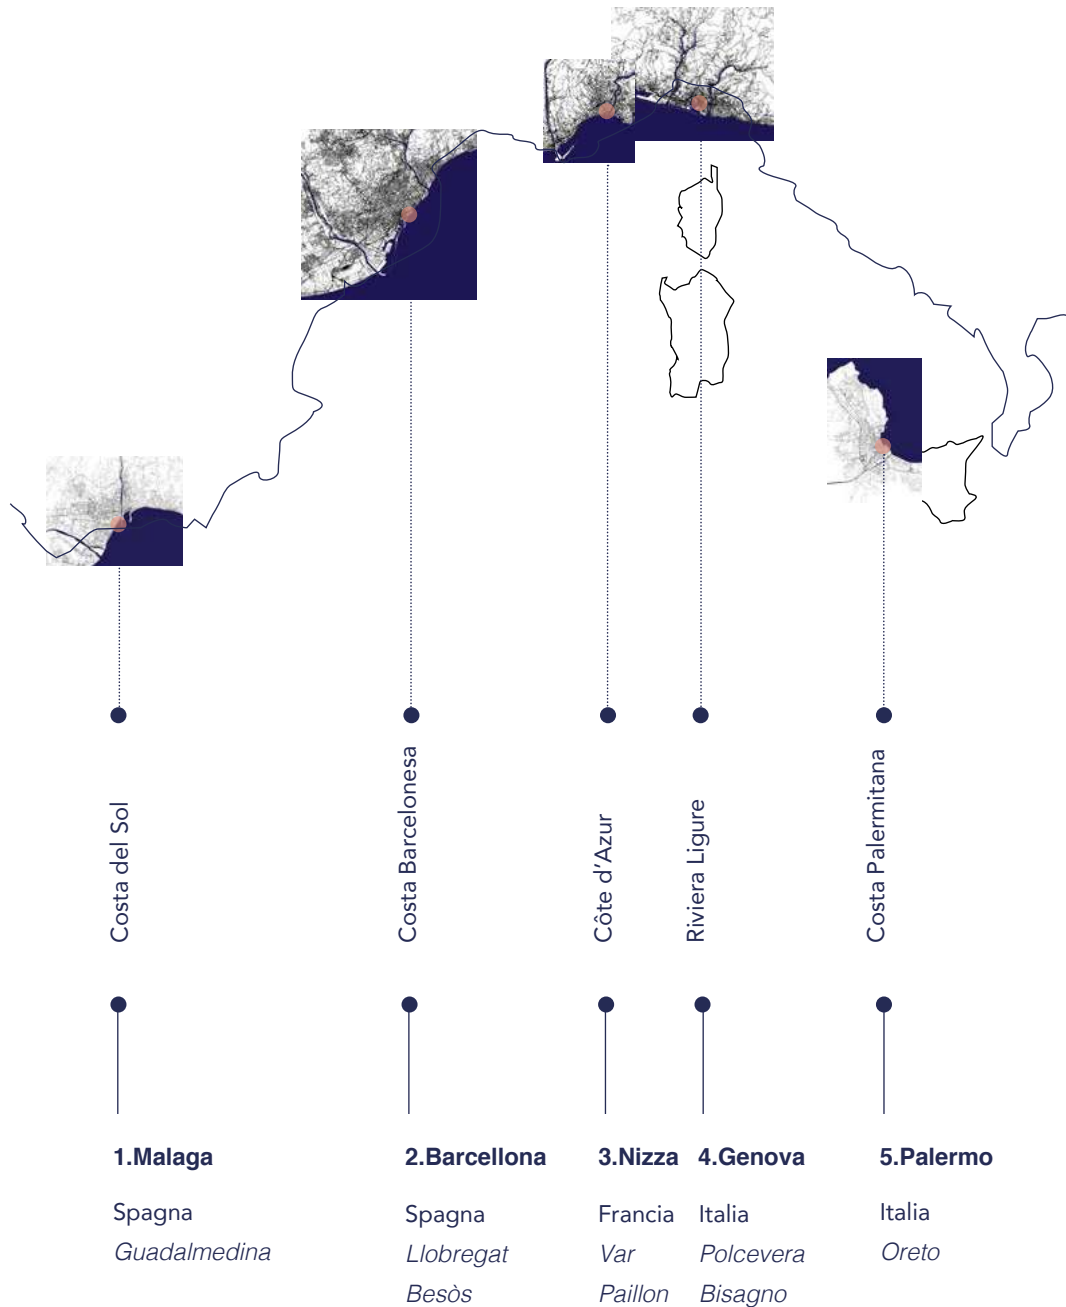 Costa del Sol
Costa Barcelonesa
Côte d’Azur
Riviera Ligure
Costa Palermitana
1.Malaga
Spagna
Guadalmedina
2.Barcellona
Spagna
Llobregat
Besòs
3.Nizza
Francia
Var
Paillon
4.Genova
Italia
Polcevera
Bisagno
5.Palermo
Italia
Oreto